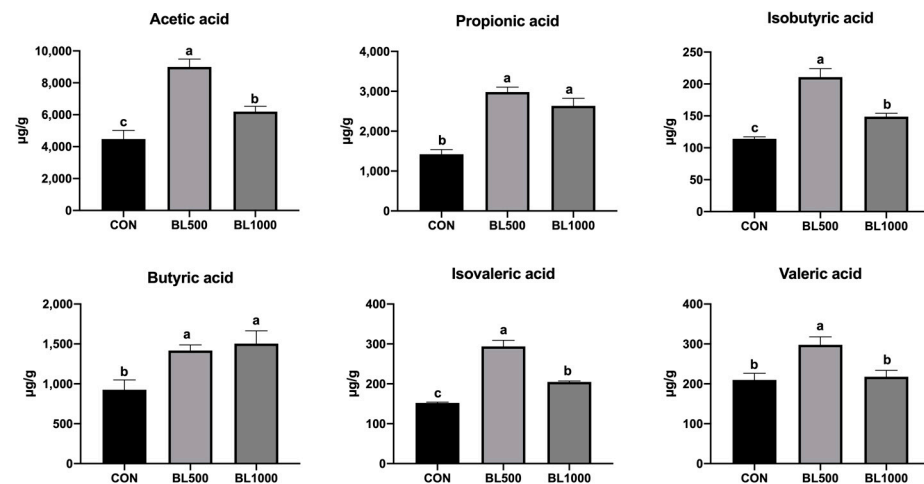 Acetic acid
10,000
8,000
6,000
4,000
2,000
0
µg/g
c
a
b
CON BL500 BL1000
Propionic acid
4,000
3,000
2,000
1,000
0
µg/g
b
a
a
CON BL500 BL1000
Isobutyric acid
250
200
150
100
50
0
µg/g
c
a
b
CON BL500 BL1000
Butyric acid
2,000
1,500
1,000
500
0
µg/g
b
a
a
CON BL500 BL1000
Isovaleric acid
400
300
200
100
0
µg/g
c
a
b
CON BL500 BL1000
Valeric acid
400
300
200
100
0
µg/g
b
a
b
CON BL500 BL1000